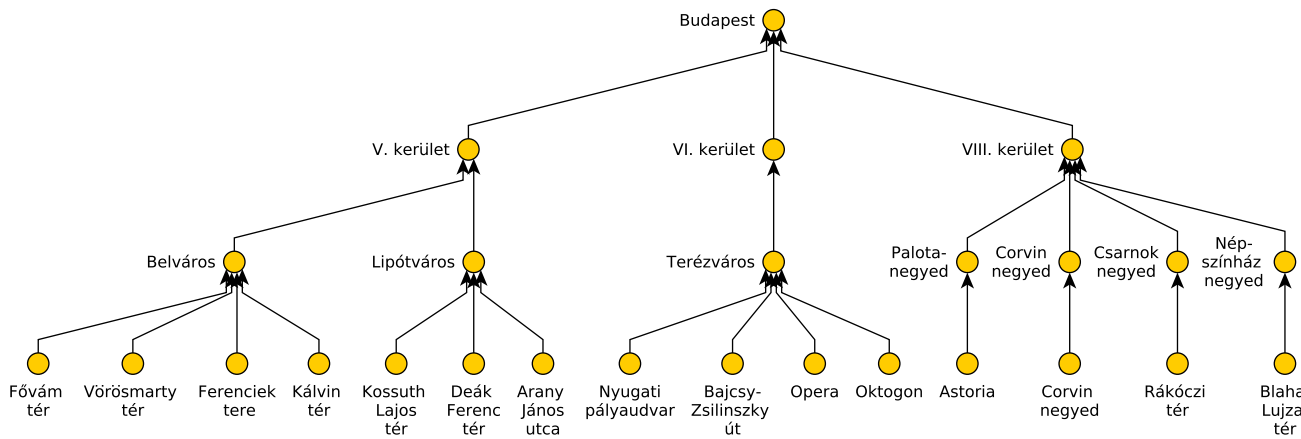 Budapest
V. kerület
VI. kerület
VIII. kerület
Belváros
Lipótváros
Terézváros
Palota-
negyed
Corvin
negyed
Csarnok
negyed
Nép-
színház
negyed
Fővám
tér
Vörösmarty
tér
Ferenciek
tere
Kálvin
tér
Kossuth
Lajos
tér
Deák
Ferenc
tér
Arany
János
utca
Nyugati
pályaudvar
Bajcsy-
Zsilinszky
út
Opera
Oktogon
Astoria
Corvin
negyed
Rákóczi
tér
Blaha
Lujza
tér